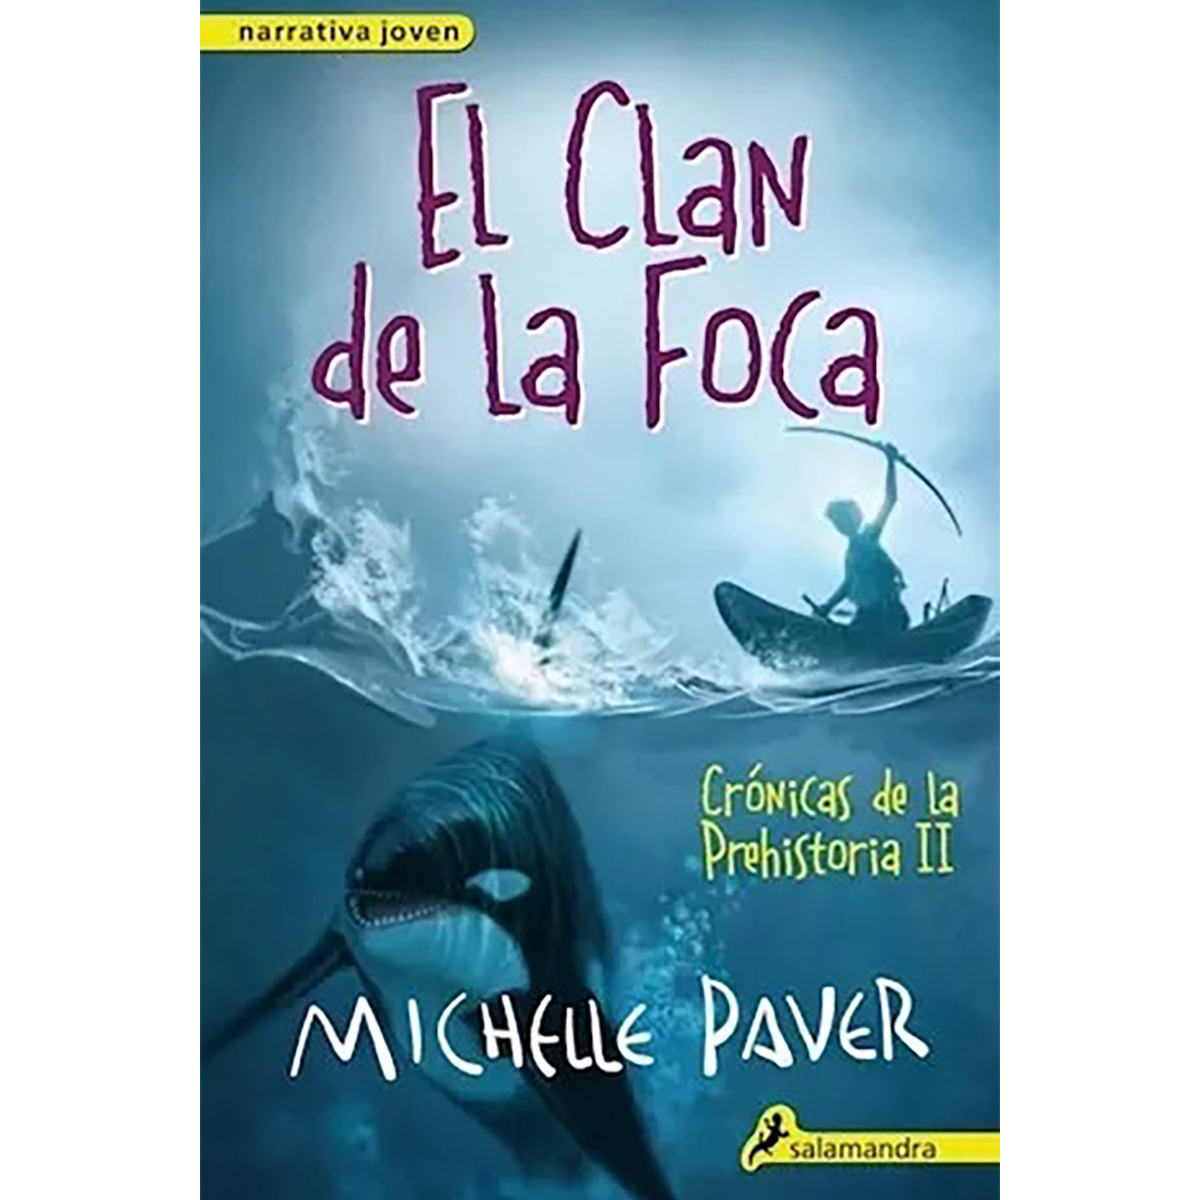 narrativa joven
El Clan
de la Foca
Crónicas de la
Prehistoria II
Michelle Paver
salamandra